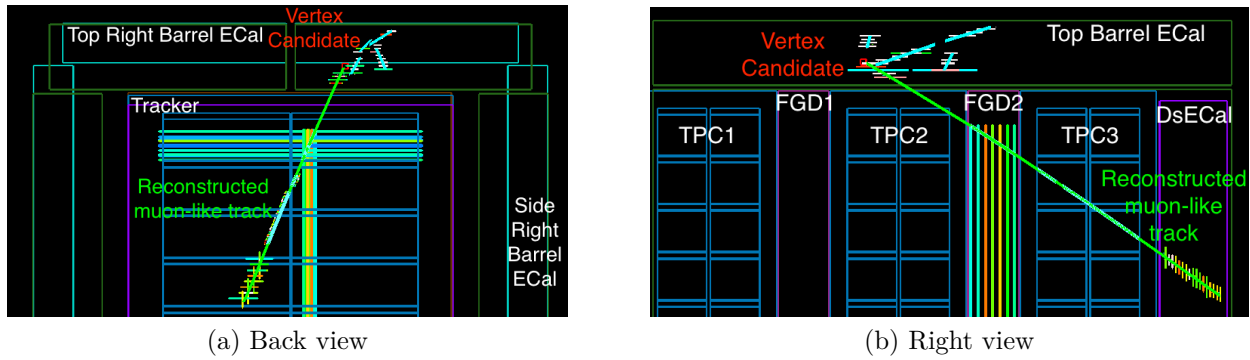 Top Right Barrel ECal
Vertex
Candidate
Tracker
Reconstructed
muon-like track
Side
Right
Barrel
ECal
(a) Back view
Vertex
Candidate
Top Barrel ECal
FGD1
FGD2
DsECal
TPC1
TPC2
TPC3
Reconstructed
muon-like
track
(b) Right view